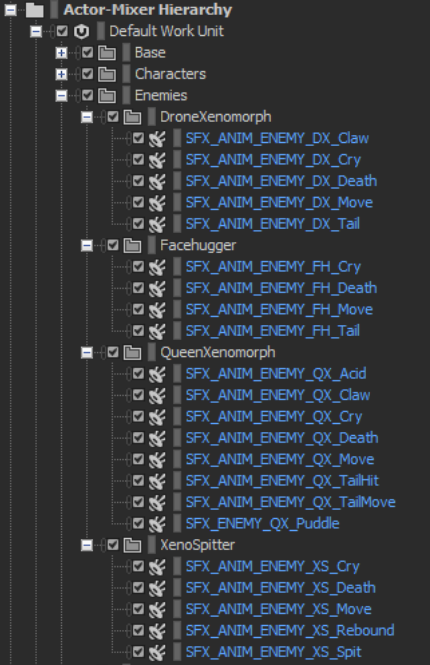 Actor-Mixer Hierarchy
Default Work Unit
Base
Characters
Enemies
DroneXenomorph
SFX_ANIM_ENEMY_DX_Claw
SFX_ANIM_ENEMY_DX_Cry
SFX_ANIM_ENEMY_DX_Death
SFX_ANIM_ENEMY_DX_Move
SFX_ANIM_ENEMY_DX_Tail
Facehugger
SFX_ANIM_ENEMY_FH_Cry
SFX_ANIM_ENEMY_FH_Death
SFX_ANIM_ENEMY_FH_Move
SFX_ANIM_ENEMY_FH_Tail
QueenXenomorph
SFX_ANIM_ENEMY_QX_Acid
SFX_ANIM_ENEMY_QX_Claw
SFX_ANIM_ENEMY_QX_Cry
SFX_ANIM_ENEMY_QX_Death
SFX_ANIM_ENEMY_QX_Move
SFX_ANIM_ENEMY_QX_TailHit
SFX_ANIM_ENEMY_QX_TailMove
SFX_ENEMY_QX_Puddle
XenoSpitter
SFX_ANIM_ENEMY_XS_Cry
SFX_ANIM_ENEMY_XS_Death
SFX_ANIM_ENEMY_XS_Move
SFX_ANIM_ENEMY_XS_Rebound
SFX_ANIM_ENEMY_XS_Spit